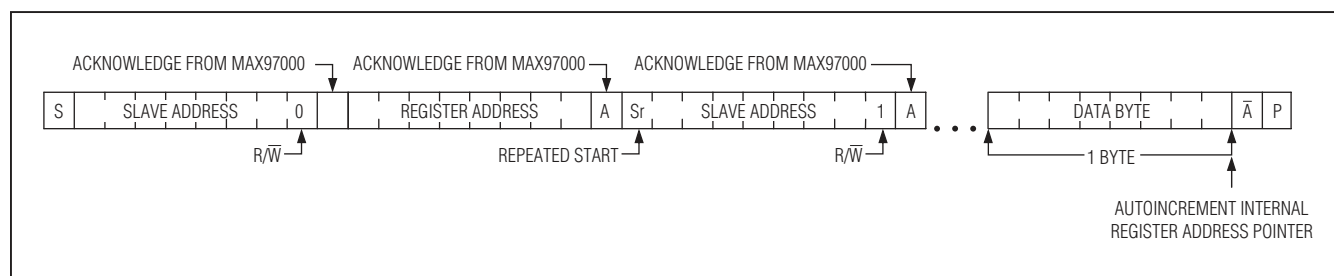 ACKNOWLEDGE FROM MAX97000 ACKNOWLEDGE FROM MAX97000 ACKNOWLEDGE FROM MAX97000
S SLAVE ADDRESS 0 REGISTER ADDRESS A Sr SLAVE ADDRESS 1 A ... DATA BYTE A̅ P
R/W̅ REPEATED START R/W̅ 1 BYTE
AUTOINCREMENT INTERNAL
REGISTER ADDRESS POINTER